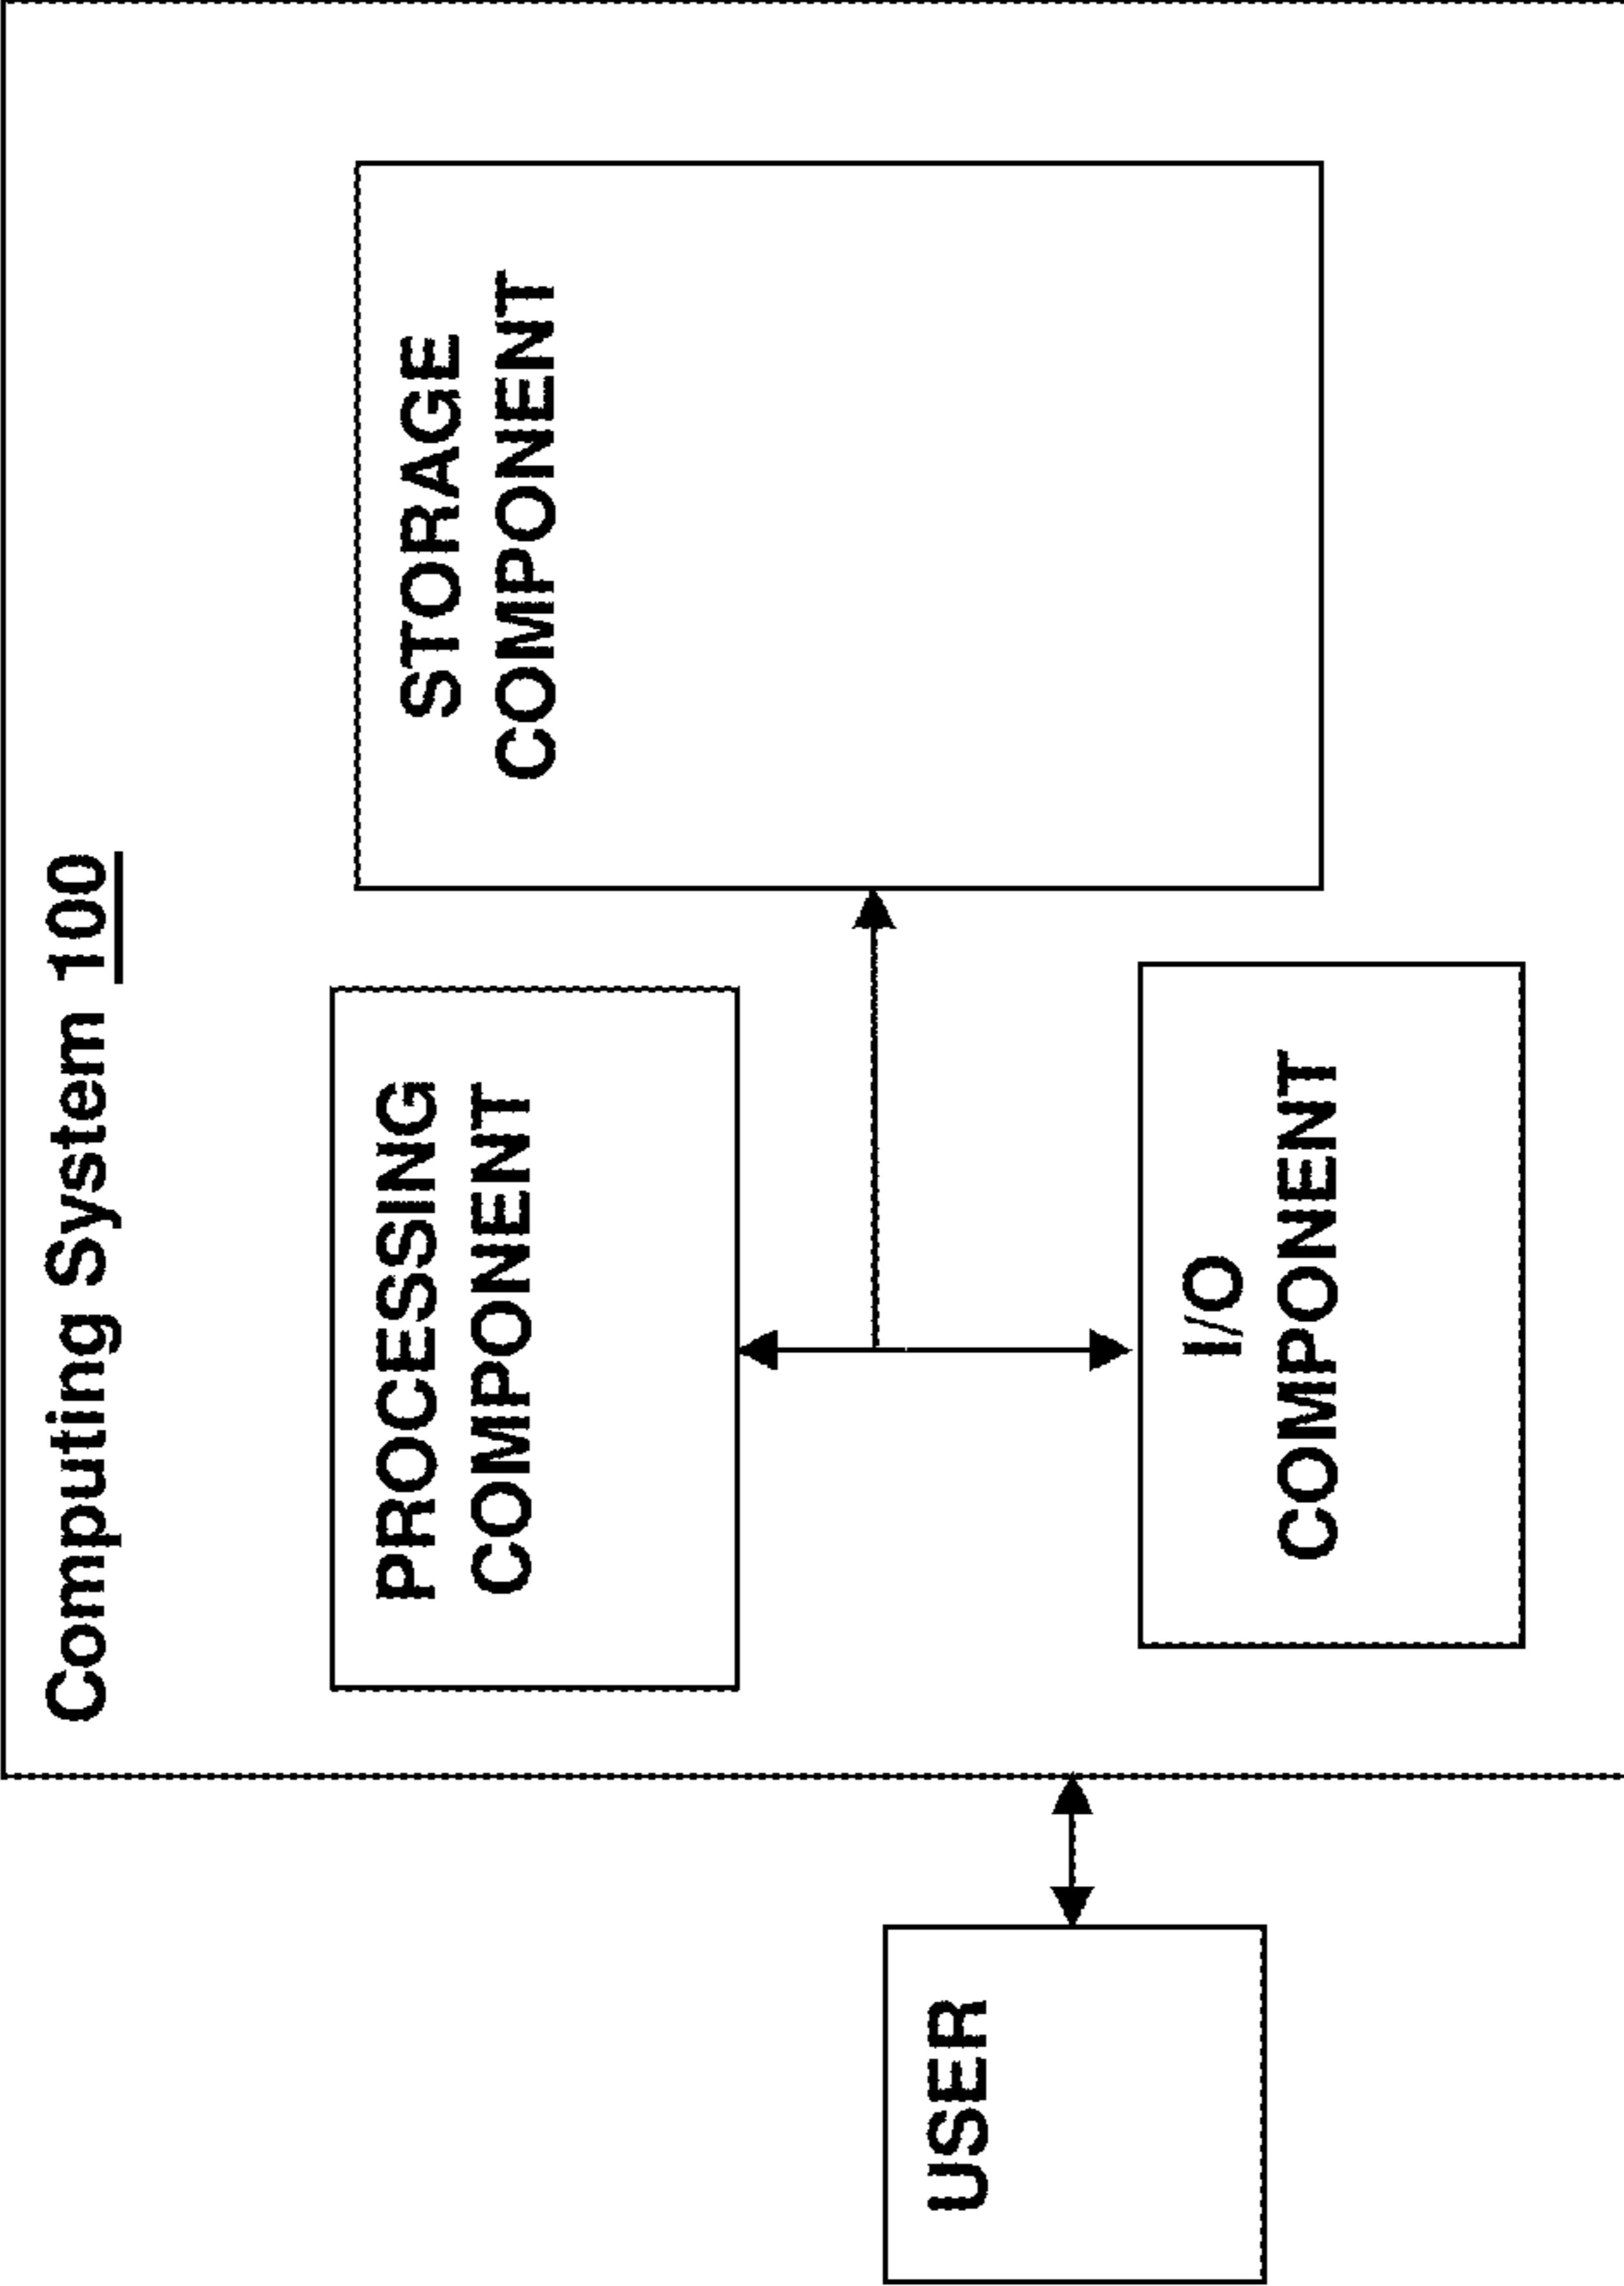 Computing System 100
PROCESSING
COMPONENT
STORAGE
COMPONENT
USER
I/O
COMPONENT